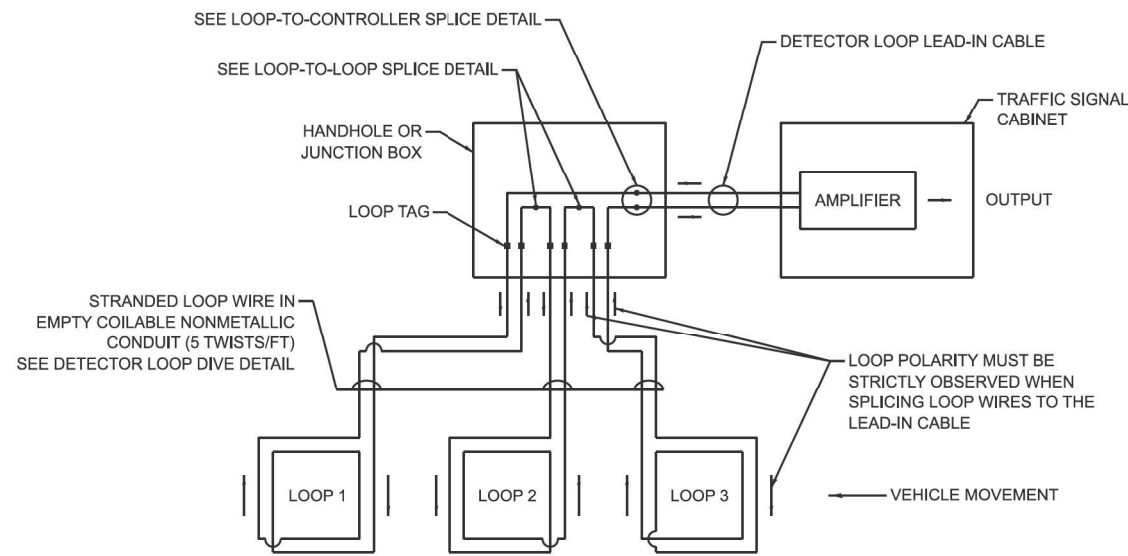 SEE LOOP-TO-CONTROLLER SPLICE DETAIL
DETECTOR LOOP LEAD-IN CABLE
SEE LOOP-TO-LOOP SPLICE DETAIL
TRAFFIC SIGNAL
CABINET
HANDHOLE OR
JUNCTION BOX
AMPLIFIER
OUTPUT
LOOP TAG
STRANDED LOOP WIRE IN
EMPTY COILABLE NONMETALLIC
CONDUIT (5 TWISTS/FT)
SEE DETECTOR LOOP DIVE DETAIL
LOOP POLARITY MUST BE
STRICTLY OBSERVED WHEN
SPLICING LOOP WIRES TO THE
LEAD-IN CABLE
LOOP 1
LOOP 2
LOOP 3
VEHICLE MOVEMENT